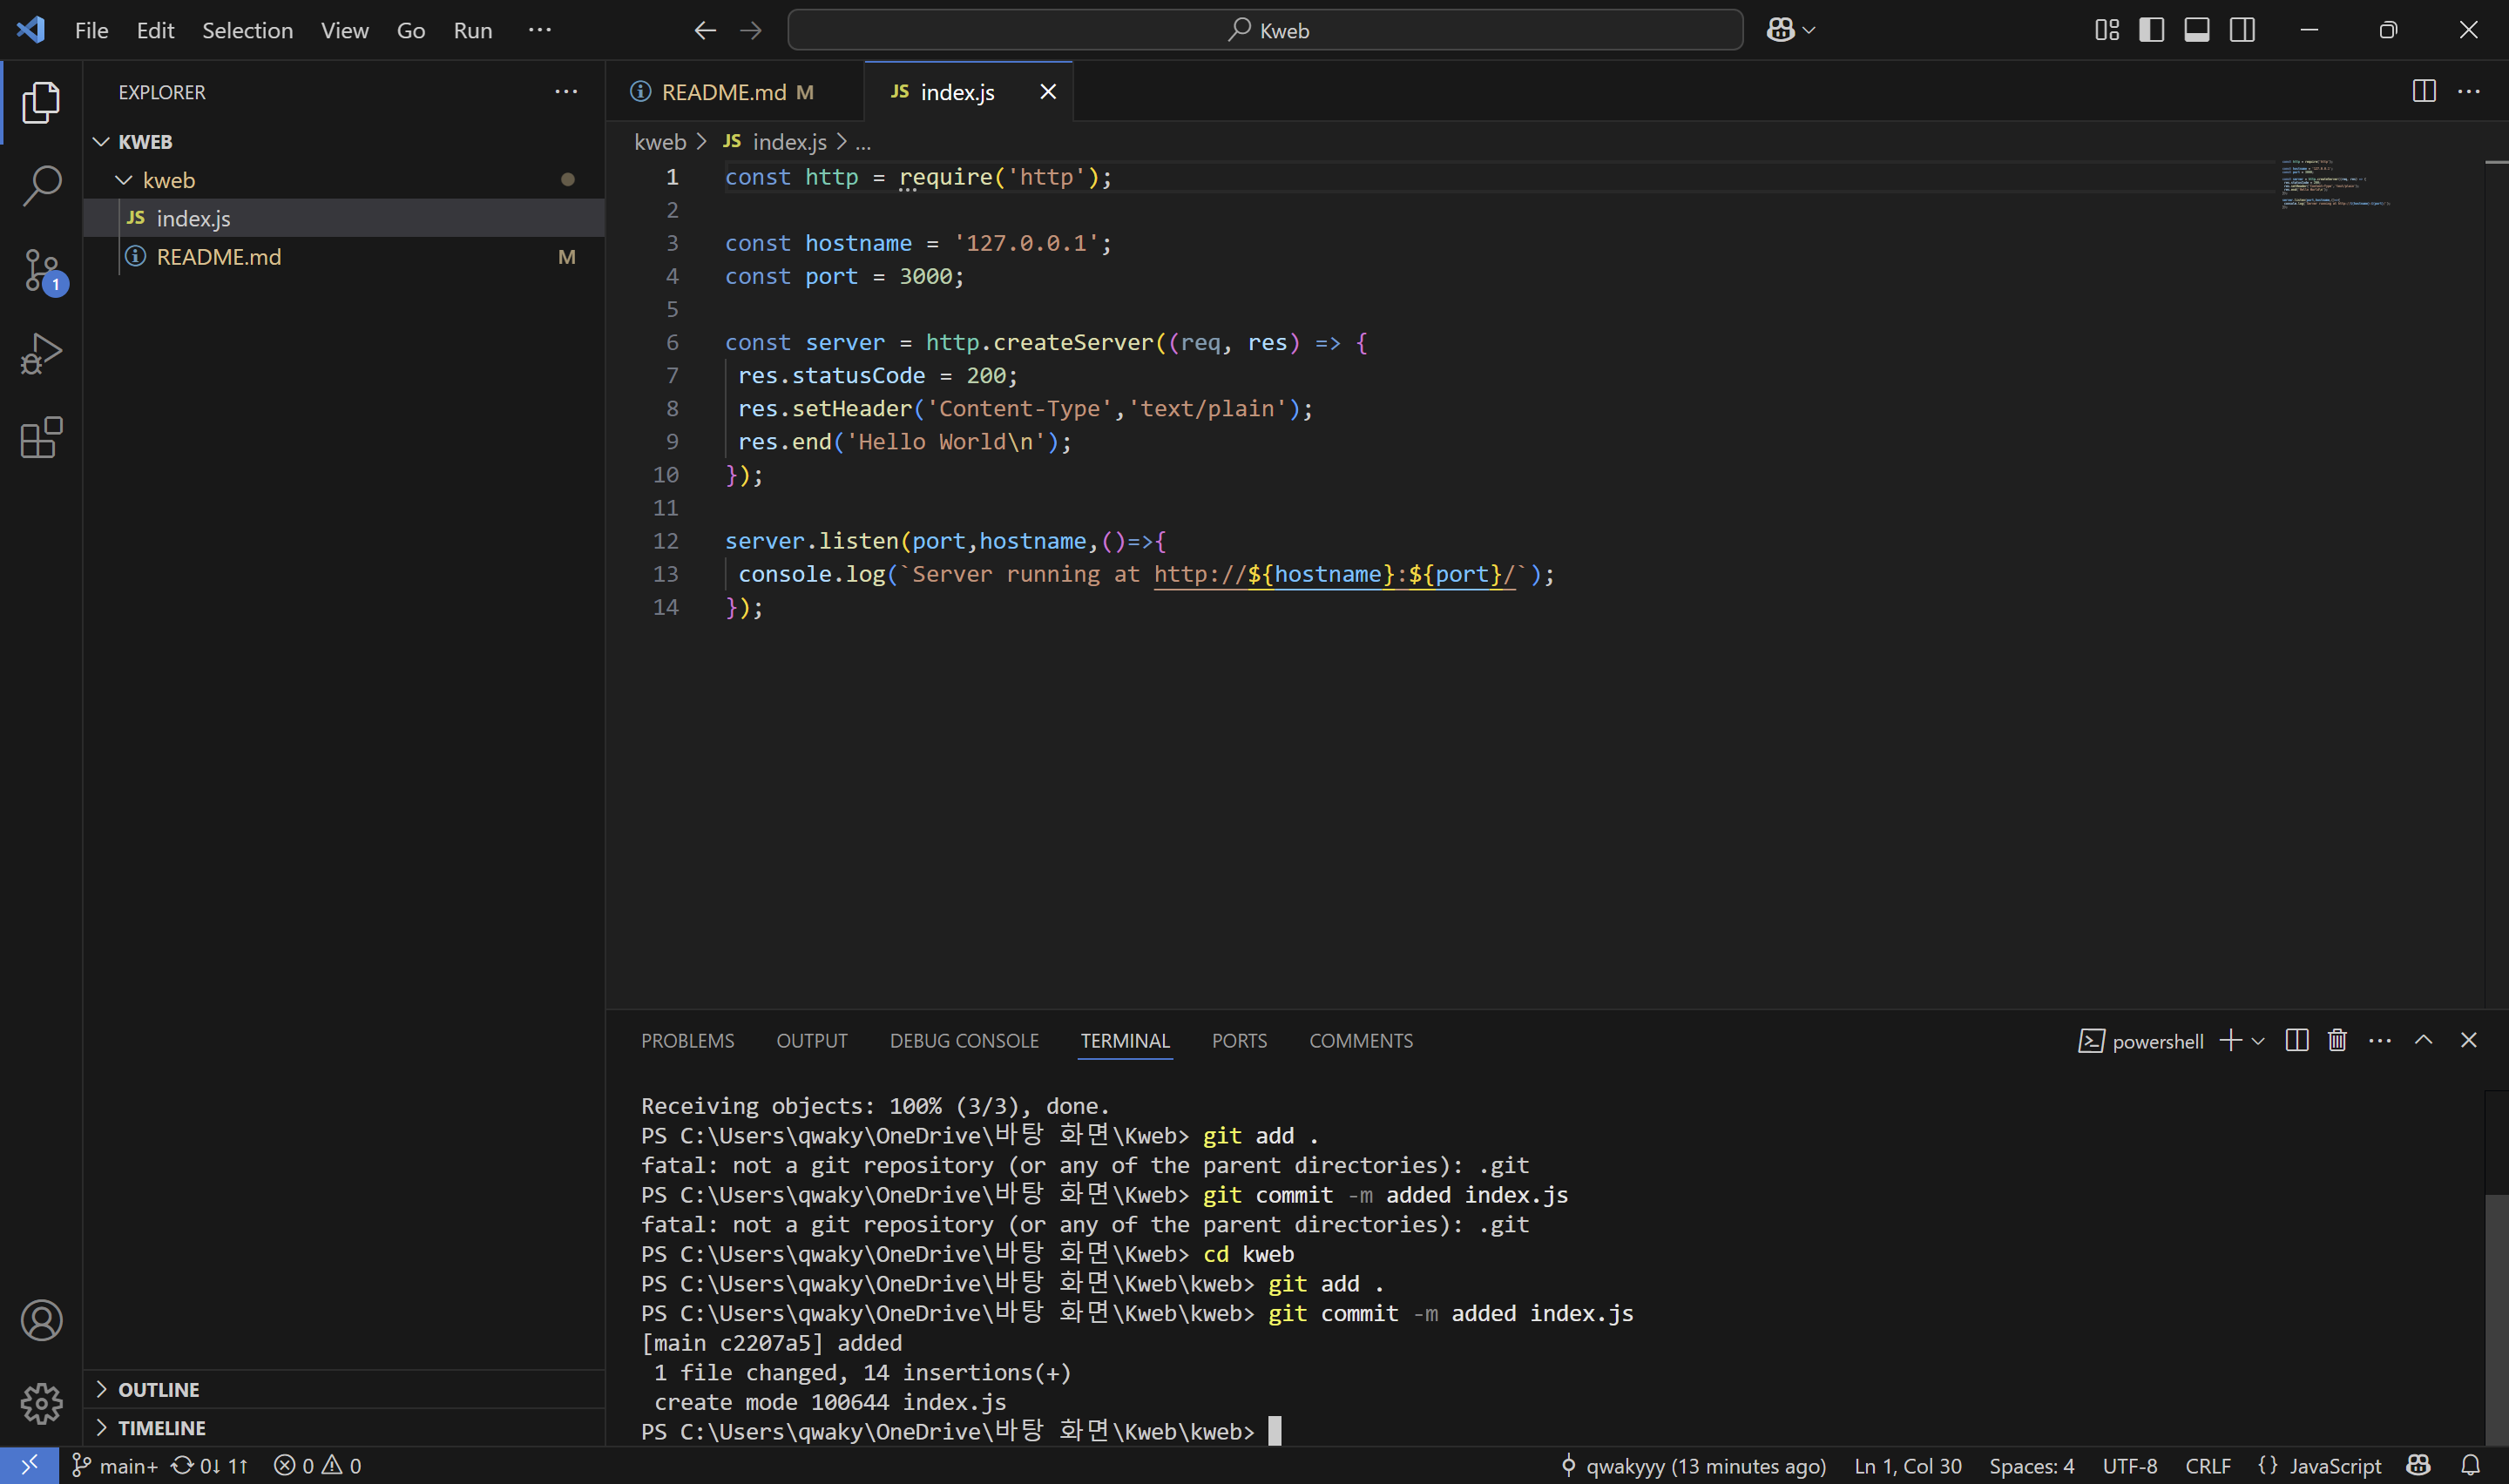 File Edit Selection View Go Run ··· Kweb
EXPLORER
KWEB
kweb
JS index.js
README.md M
1
OUTLINE
TIMELINE
README.md M JS index.js
kweb > JS index.js > ...
1 const http = require('http');
2
3 const hostname = '127.0.0.1';
4 const port = 3000;
5
6 const server = http.createServer((req, res) => {
7 res.statusCode = 200;
8 res.setHeader('Content-Type','text/plain');
9 res.end('Hello World\n');
10 });
11
12 server.listen(port,hostname,()=>{
13 console.log(`Server running at http://${hostname}:${port}/`);
14 });
PROBLEMS OUTPUT DEBUG CONSOLE TERMINAL PORTS COMMENTS powershell
Receiving objects: 100% (3/3), done.
PS C:\Users\qwaky\OneDrive\바탕 화면\Kweb> git add .
fatal: not a git repository (or any of the parent directories): .git
PS C:\Users\qwaky\OneDrive\바탕 화면\Kweb> git commit -m added index.js
fatal: not a git repository (or any of the parent directories): .git
PS C:\Users\qwaky\OneDrive\바탕 화면\Kweb> cd kweb
PS C:\Users\qwaky\OneDrive\바탕 화면\Kweb\kweb> git add .
PS C:\Users\qwaky\OneDrive\바탕 화면\Kweb\kweb> git commit -m added index.js
[main c2207a5] added
1 file changed, 14 insertions(+)
create mode 100644 index.js
PS C:\Users\qwaky\OneDrive\바탕 화면\Kweb\kweb>
main+ 0↓ 1↑ 0 0 qwakyyy (13 minutes ago) Ln 1, Col 30 Spaces: 4 UTF-8 CRLF {} JavaScript